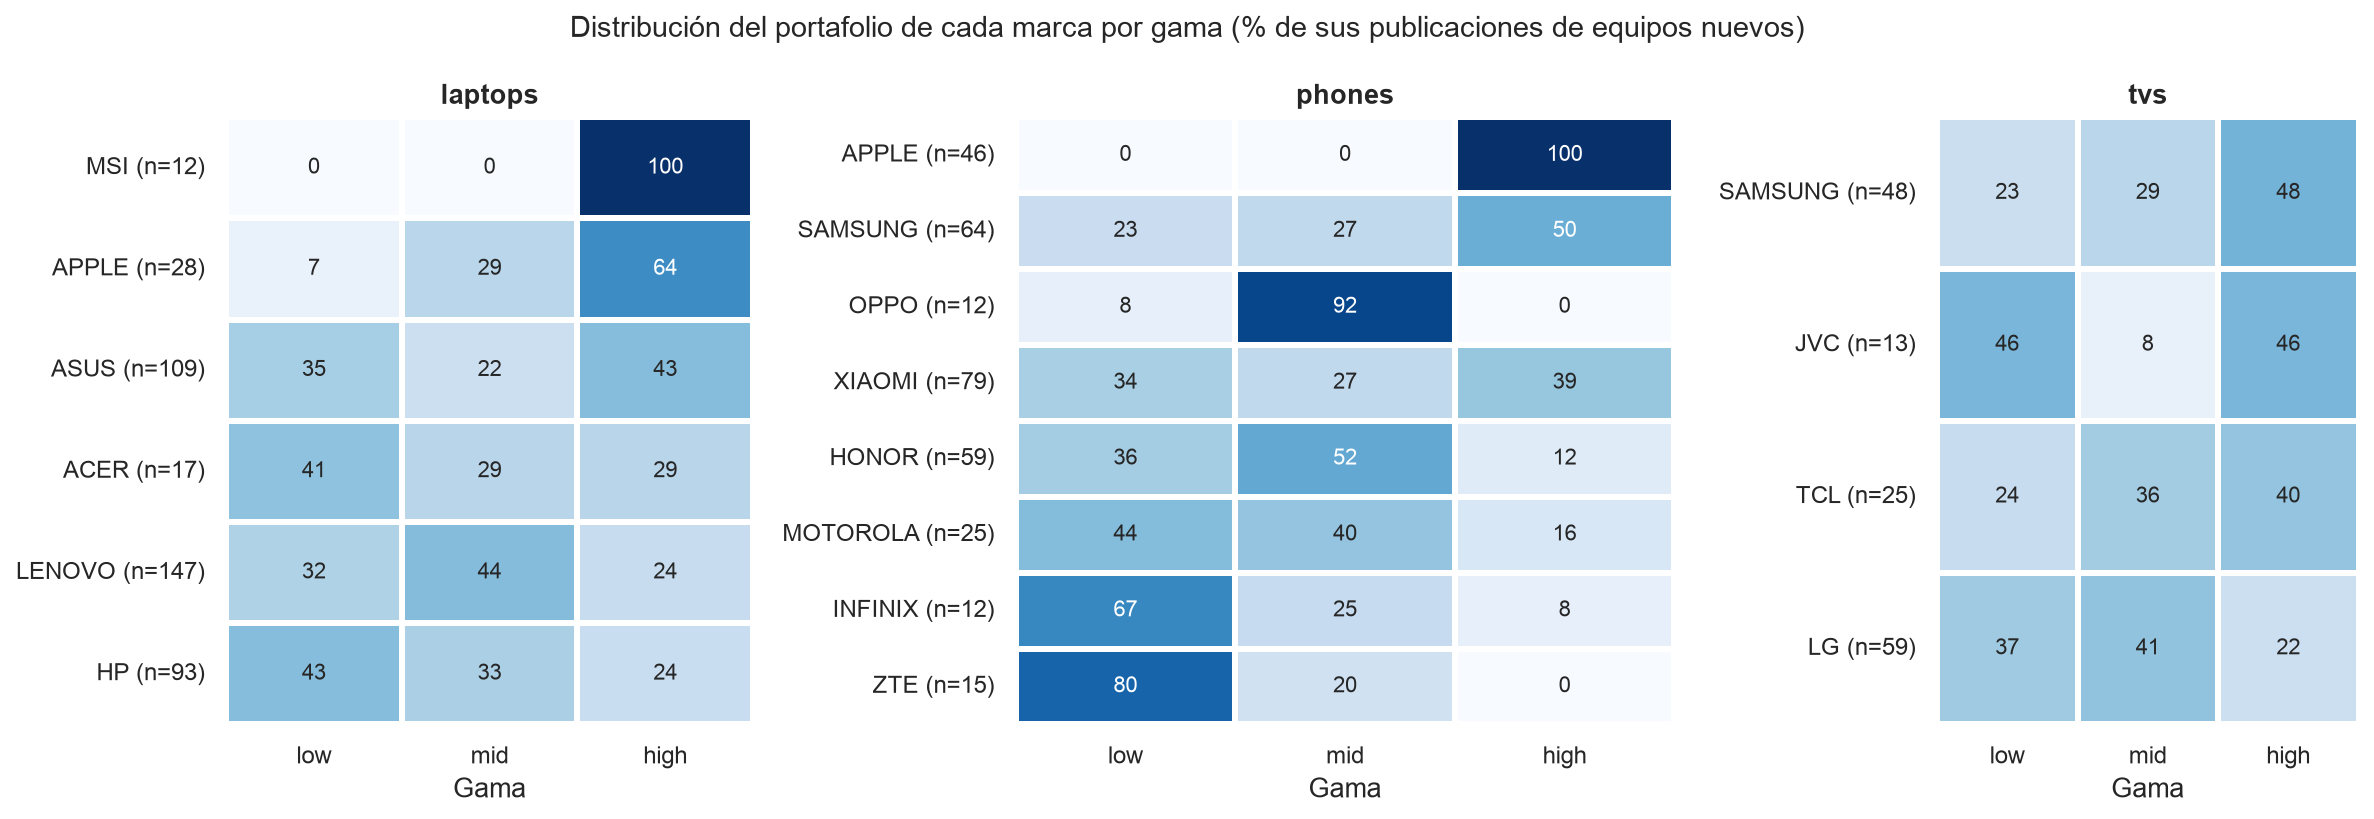 Distribución del portafolio de cada marca por gama (% de sus publicaciones de equipos nuevos)
laptops
MSI (n=12) 0 0 100
APPLE (n=28) 7 29 64
ASUS (n=109) 35 22 43
ACER (n=17) 41 29 29
LENOVO (n=147) 32 44 24
HP (n=93) 43 33 24
low mid high
Gama
phones
APPLE (n=46) 0 0 100
SAMSUNG (n=64) 23 27 50
OPPO (n=12) 8 92 0
XIAOMI (n=79) 34 27 39
HONOR (n=59) 36 52 12
MOTOROLA (n=25) 44 40 16
INFINIX (n=12) 67 25 8
ZTE (n=15) 80 20 0
low mid high
Gama
tvs
SAMSUNG (n=48) 23 29 48
JVC (n=13) 46 8 46
TCL (n=25) 24 36 40
LG (n=59) 37 41 22
low mid high
Gama